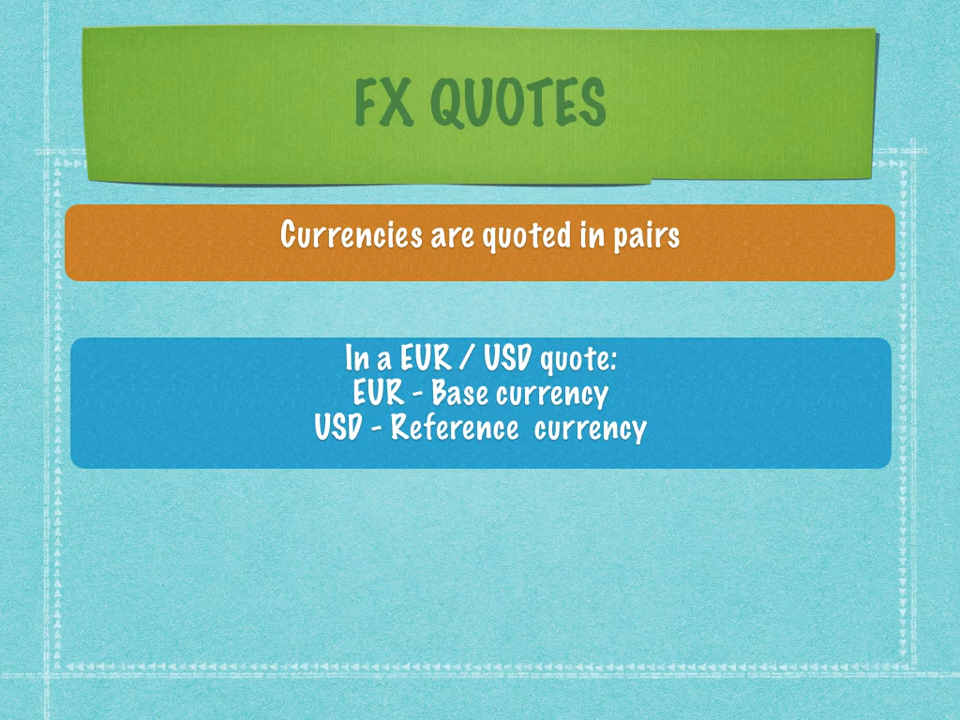 FX QUOTES
Currencies are quoted in pairs
In a EUR / USD quote:
EUR - Base currency
USD - Reference  currency